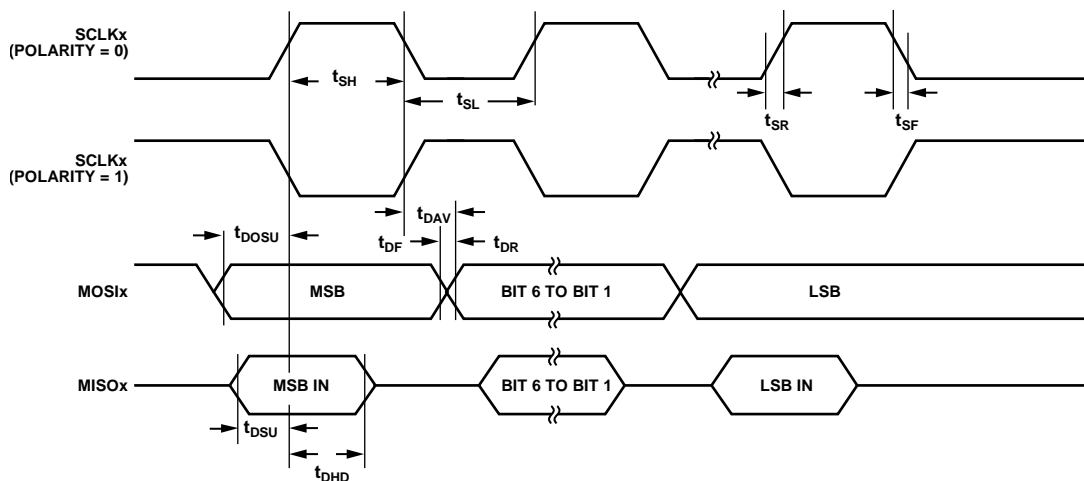 SCLKx
(POLARITY = 0)
tSH
tSL
tSR
tSF
SCLKx
(POLARITY = 1)
tDAV
tDOSU
tDF
tDR
MOSIx
MSB
BIT 6 TO BIT 1
LSB
MISOx
MSB IN
BIT 6 TO BIT 1
LSB IN
tDSU
tDHD